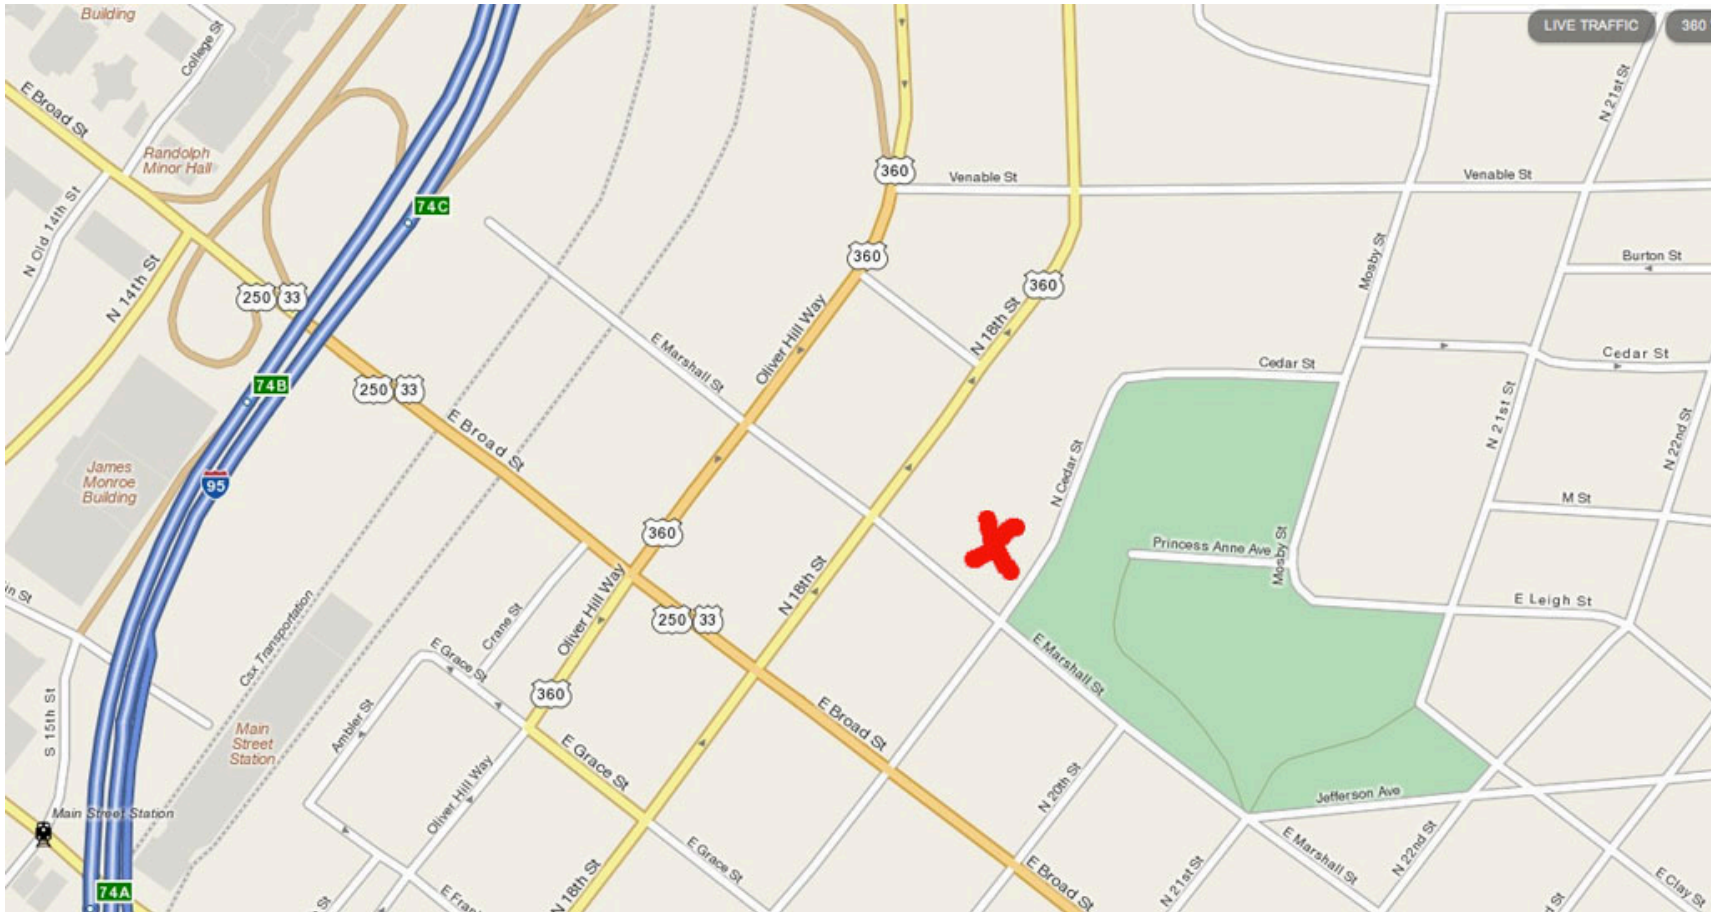 Building
College St
LIVE TRAFFIC
360
E Broad St
N 21st St
Randolph
Minor Hall
360
Venable St
Venable St
74C
N Old 14th St
N 14th St
360
Mosby St
Burton St
250
33
360
Oliver Hill Way
N 18th St
E Marshall St
Cedar St
Cedar St
74B
250
33
E Broad St
N 21st St
N 22nd St
James
Monroe
Building
95
N Cedar St
M St
360
Princess Anne Ave
Mosby St
N 18th St
Csx Transportation
Crane St
Oliver Hill Way
250
33
E Leigh St
E Grace St
E Marshall St
360
S 15th St
Ambler St
Main
Street
Station
E Broad St
E Grace St
Oliver Hill Way
N 20th St
Jefferson Ave
Main Street Station
E Grace St
N 18th St
E Broad St
N 21st St
E Marshall St
N 22nd St
E Clay St
74A